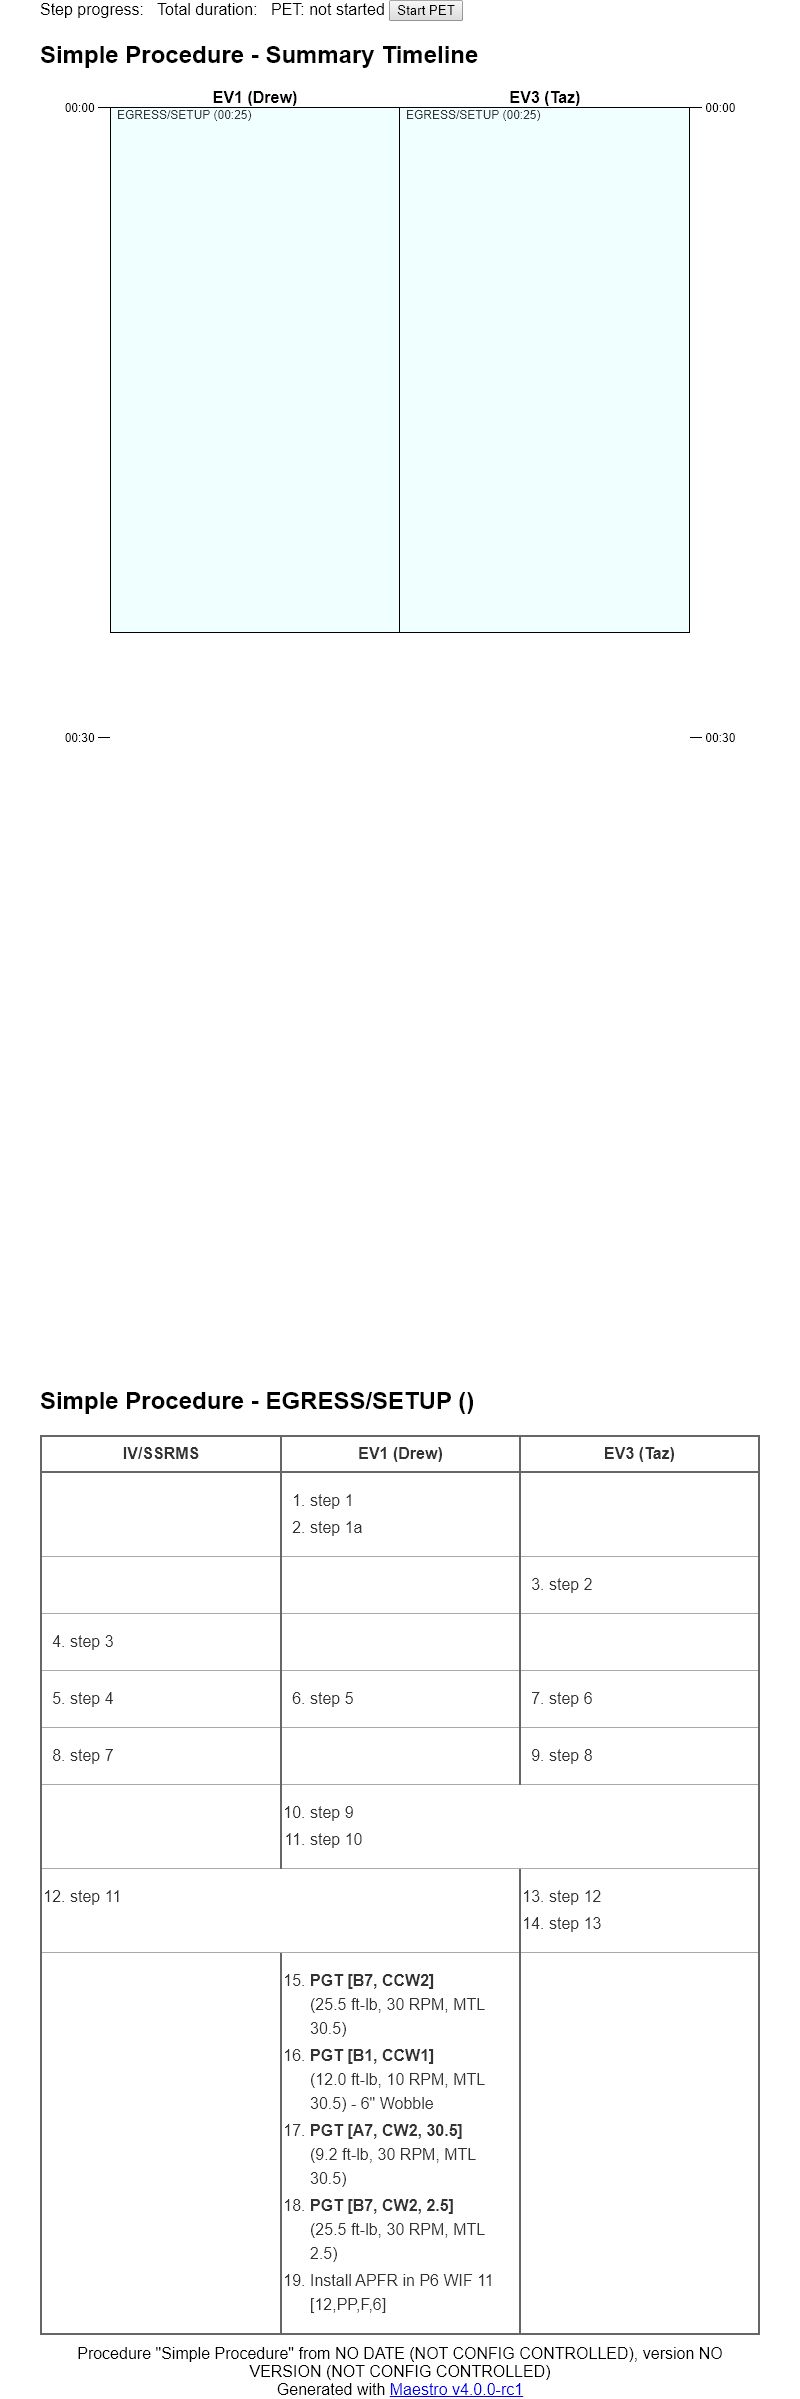 Step progress: Total duration: PET: not started Start PET
Simple Procedure - Summary Timeline
EV1 (Drew) EV3 (Taz)
00:00 EGRESS/SETUP (00:25) EGRESS/SETUP (00:25) 00:00
00:30 00:30
Simple Procedure - EGRESS/SETUP ()
IV/SSRMS EV1 (Drew) EV3 (Taz)
1. step 1
2. step 1a
3. step 2
4. step 3
5. step 4 6. step 5 7. step 6
8. step 7 9. step 8
10. step 9
11. step 10
12. step 11 13. step 12
14. step 13
15. PGT [B7, CCW2]
(25.5 ft-lb, 30 RPM, MTL
30.5)
16. PGT [B1, CCW1]
(12.0 ft-lb, 10 RPM, MTL
30.5) - 6" Wobble
17. PGT [A7, CW2, 30.5]
(9.2 ft-lb, 30 RPM, MTL
30.5)
18. PGT [B7, CW2, 2.5]
(25.5 ft-lb, 30 RPM, MTL
2.5)
19. Install APFR in P6 WIF 11
[12,PP,F,6]
Procedure "Simple Procedure" from NO DATE (NOT CONFIG CONTROLLED), version NO
VERSION (NOT CONFIG CONTROLLED)
Generated with Maestro v4.0.0-rc1